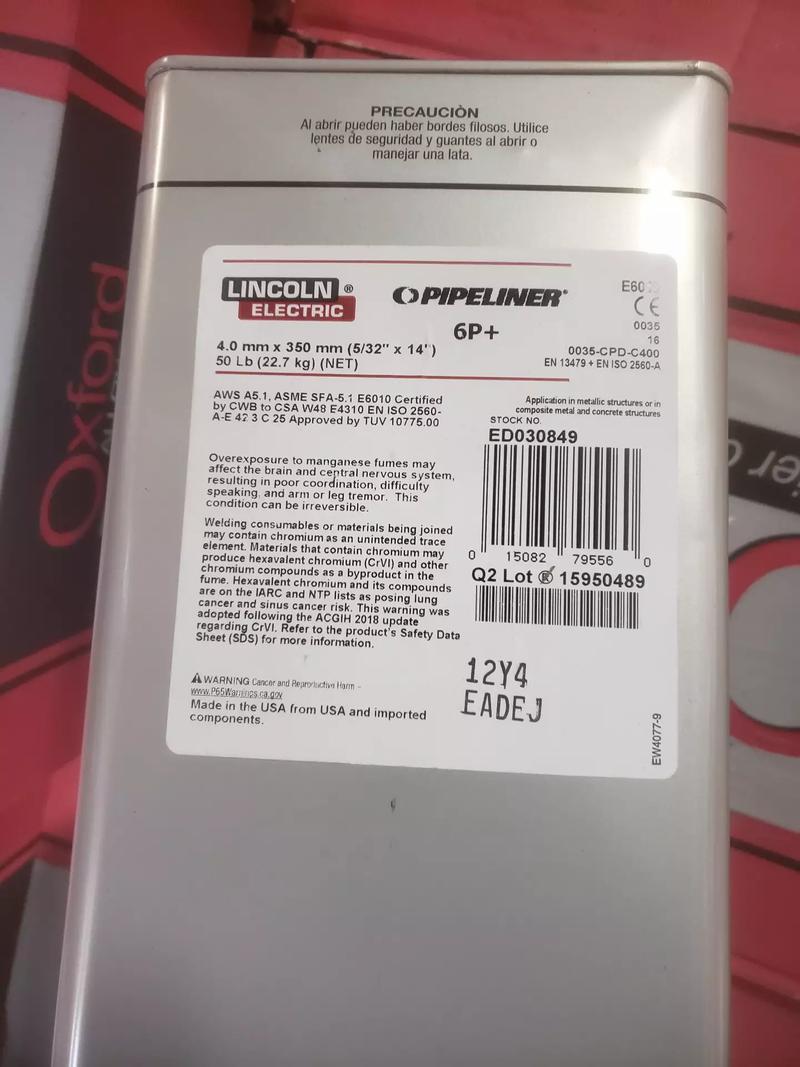 PRECAUCIÒN
Al abrir pueden haber bordes filosos. Utilice
lentes de seguridad y guantes al abrir o
manejar una lata.
LINCOLN ®
ELECTRIC
PIPELINER®
6P+
4.0 mm x 350 mm (5/32" x 14")
50 Lb (22.7 kg) (NET)
CE
0035
16
0035-CPD-C400
EN 13479 + EN ISO 2560-A
AWS A5.1, ASME SFA-5.1 E6010 Certified
by CWB to CSA W48 E4310 EN ISO 2560-
A-E 42 3 C 25 Approved by TUV 10775.00
Application in metallic structures or in
composite metal and concrete structures
STOCK NO.
ED030849
0 15082 79556 0
Q2 Lot ® 15950489
Overexposure to manganese fumes may
affect the brain and central nervous system,
resulting in poor coordination, difficulty
speaking, and arm or leg tremor. This
condition can be irreversible.
Welding consumables or materials being joined
may contain chromium as an unintended trace
element. Materials that contain chromium may
produce hexavalent chromium (CrVI) and other
chromium compounds as a byproduct in the
fume. Hexavalent chromium and its compounds
are on the IARC and NTP lists as posing lung
cancer and sinus cancer risk. This warning was
adopted following the ACGIH 2018 update
regarding CrVI. Refer to the product's Safety Data
Sheet (SDS) for more information.
WARNING Cancer and Reproductive Harm -
www.P65Warnings.ca.gov
Made in the USA from USA and imported
components.
12Y4
EADEJ
EW4077-9
Oxford